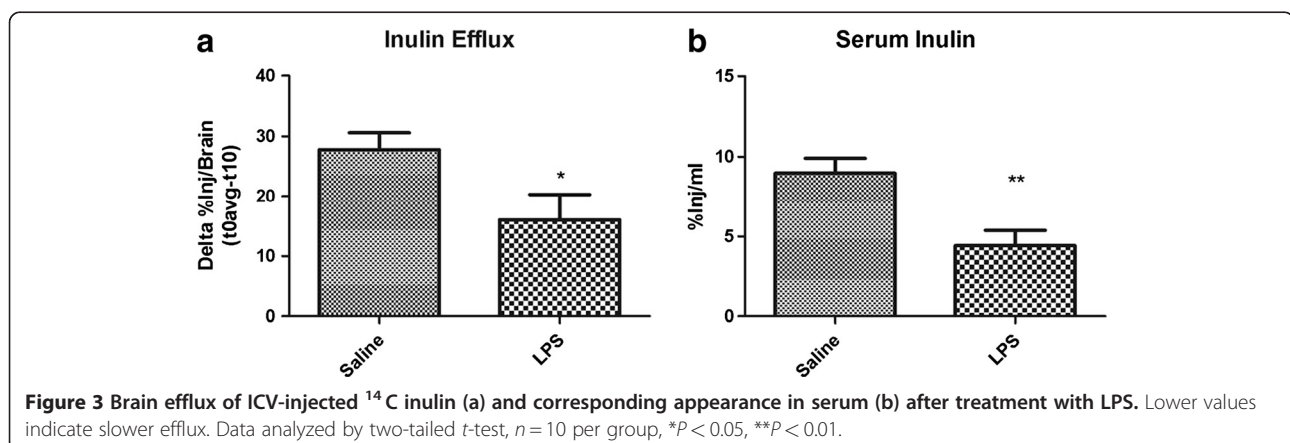 a Inulin Efflux
40
30
20
10
0
Delta %Inj/Brain
(t0avg-t10)
*
Saline
LPS
b Serum Inulin
15
10
5
0
%Inj/ml
**
Saline
LPS
Figure 3 Brain efflux of ICV-injected ¹⁴C inulin (a) and corresponding appearance in serum (b) after treatment with LPS. Lower values
indicate slower efflux. Data analyzed by two-tailed t-test, n = 10 per group, *P < 0.05, **P < 0.01.